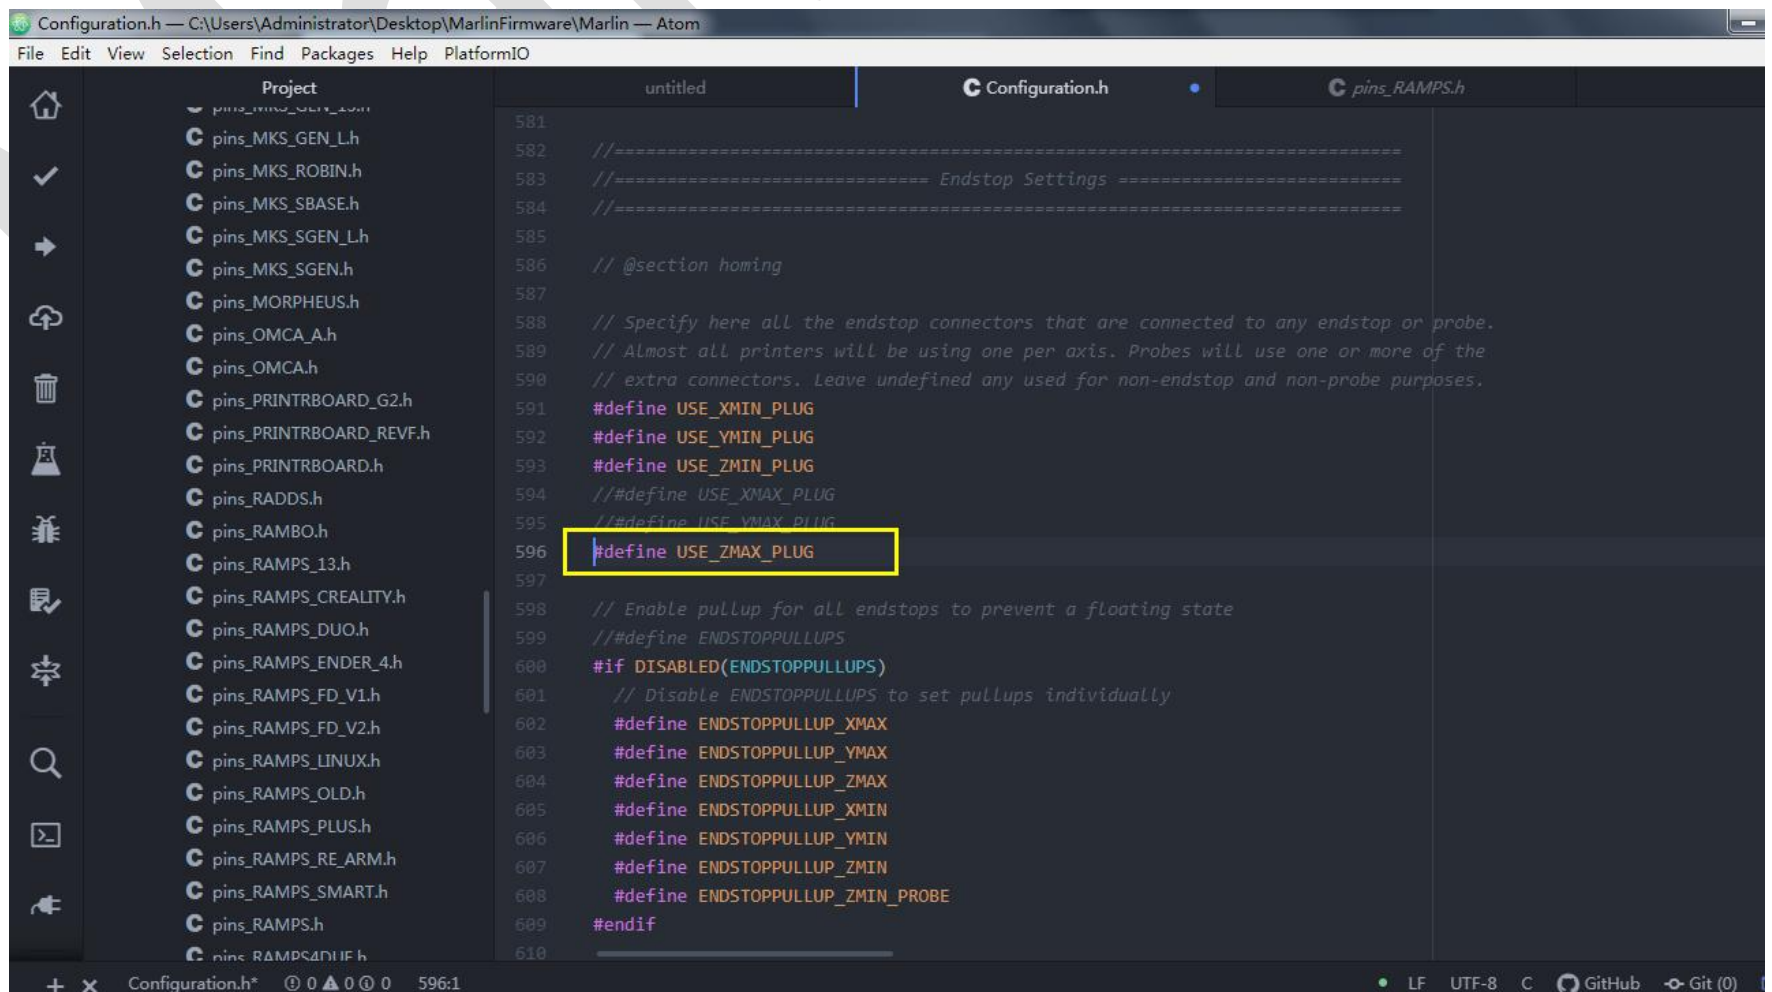 Configuration.h — C:\Users\Administrator\Desktop\MarlinFirmware\Marlin — Atom
File Edit View Selection Find Packages Help PlatformIO
Project
pins_MKS_GEN_13.h
pins_MKS_GEN_L.h
pins_MKS_ROBIN.h
pins_MKS_SBASE.h
pins_MKS_SGEN_L.h
pins_MKS_SGEN.h
pins_MORPHEUS.h
pins_OMCA_A.h
pins_OMCA.h
pins_PRINTRBOARD_G2.h
pins_PRINTRBOARD_REVF.h
pins_PRINTRBOARD.h
pins_RADDS.h
pins_RAMBO.h
pins_RAMPS_13.h
pins_RAMPS_CREALITY.h
pins_RAMPS_DUO.h
pins_RAMPS_ENDER_4.h
pins_RAMPS_FD_V1.h
pins_RAMPS_FD_V2.h
pins_RAMPS_LINUX.h
pins_RAMPS_OLD.h
pins_RAMPS_PLUS.h
pins_RAMPS_RE_ARM.h
pins_RAMPS_SMART.h
pins_RAMPS.h
pins_RAMPS4DUE.h
untitled C Configuration.h C pins_RAMPS.h
581
582 //===========================================================================
583 //============================== Endstop Settings ===========================
584 //===========================================================================
585
586 // @section homing
587
588 // Specify here all the endstop connectors that are connected to any endstop or probe.
589 // Almost all printers will be using one per axis. Probes will use one or more of the
590 // extra connectors. Leave undefined any used for non-endstop and non-probe purposes.
591 #define USE_XMIN_PLUG
592 #define USE_YMIN_PLUG
593 #define USE_ZMIN_PLUG
594 //#define USE_XMAX_PLUG
595 //#define USE_YMAX_PLUG
596 #define USE_ZMAX_PLUG
597
598 // Enable pullup for all endstops to prevent a floating state
599 //#define ENDSTOPPULLUPS
600 #if DISABLED(ENDSTOPPULLUPS)
601 // Disable ENDSTOPPULLUPS to set pullups individually
602 #define ENDSTOPPULLUP_XMAX
603 #define ENDSTOPPULLUP_YMAX
604 #define ENDSTOPPULLUP_ZMAX
605 #define ENDSTOPPULLUP_XMIN
606 #define ENDSTOPPULLUP_YMIN
607 #define ENDSTOPPULLUP_ZMIN
608 #define ENDSTOPPULLUP_ZMIN_PROBE
609 #endif
610
Configuration.h* 0 0 0 596:1 LF UTF-8 C GitHub Git (0)